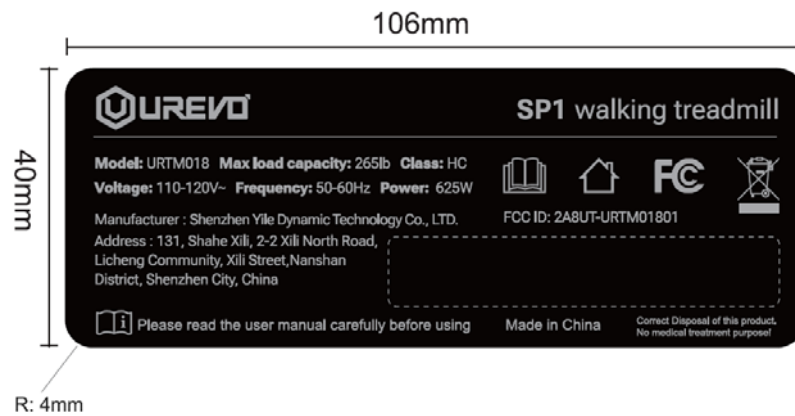 106mm
40mm
UREVO
SP1 walking treadmill
Model: URTM018 Max load capacity: 265lb Class: HC
Voltage: 110-120V~ Frequency: 50-60Hz Power: 625W
FC
Manufacturer : Shenzhen Yile Dynamic Technology Co., LTD.
FCC ID: 2A8UT-URTM01801
Address : 131, Shahe Xili, 2-2 Xili North Road,
Licheng Community, Xili Street,Nanshan
District, Shenzhen City, China
i Please read the user manual carefully before using
Made in China
Correct Disposal of this product.
No medical treatment purpose!
R: 4mm